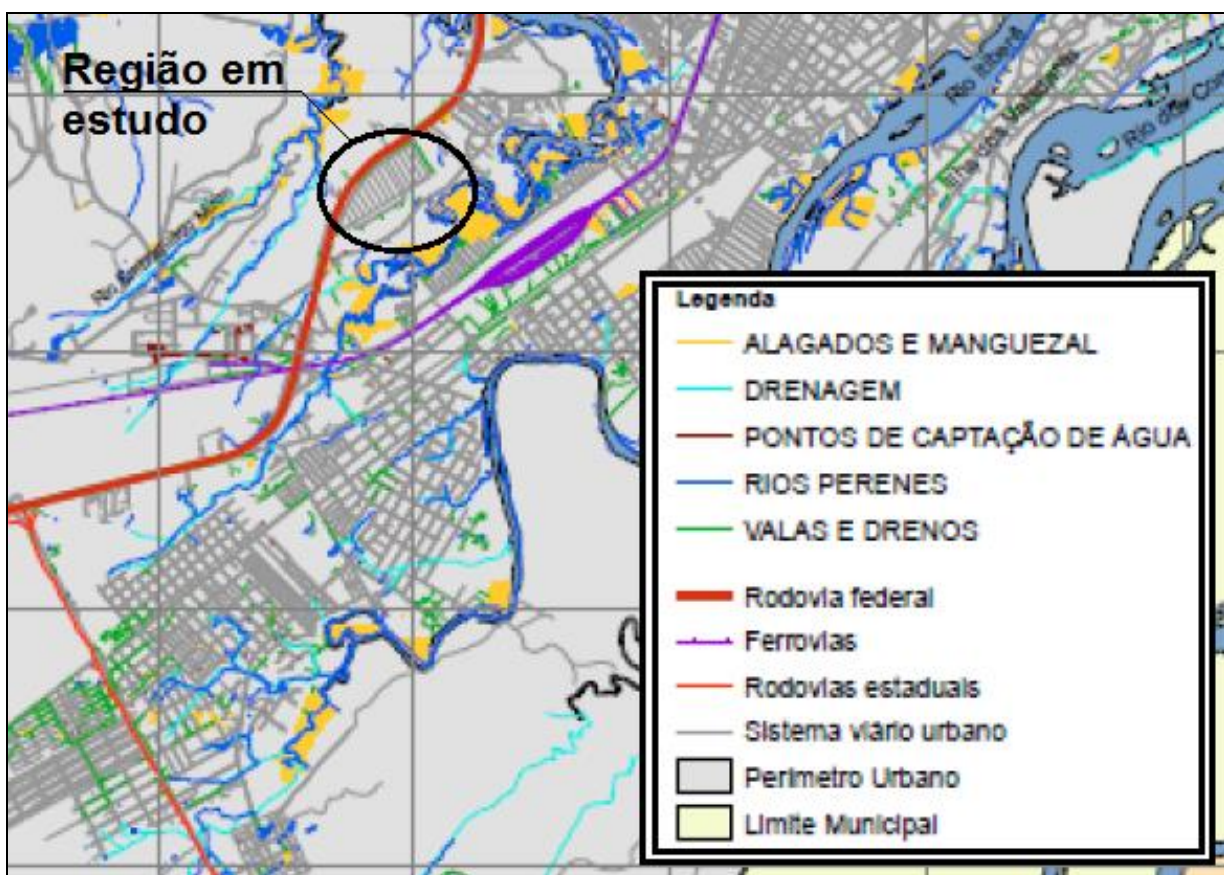 Região em
estudo
Rio
Legenda
ALAGADOS E MANGUEZAL
DRENAGEM
PONTOS DE CAPTAÇÃO DE ÁGUA
RIOS PERENES
VALAS E DRENOS
Rodovia federal
Ferrovias
Rodovias estaduais
Sistema viário urbano
Perímetro Urbano
Limite Municipal